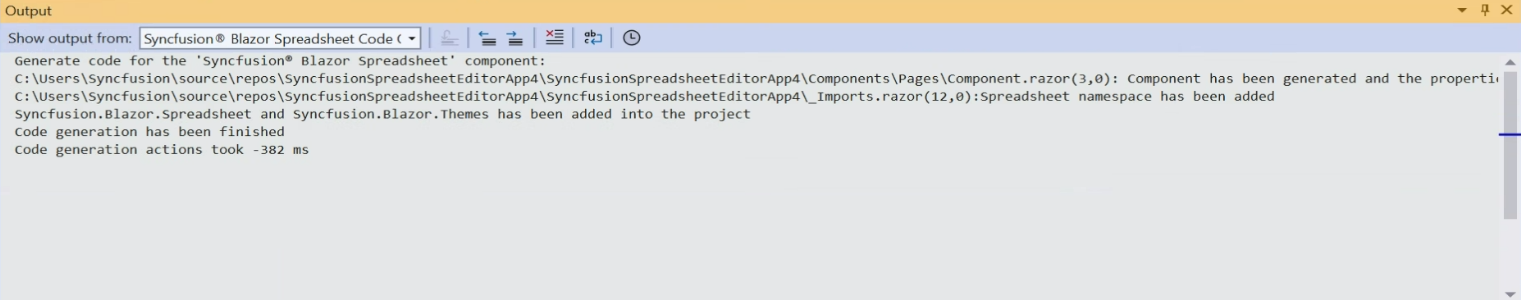 Output
Show output from: Syncfusion® Blazor Spreadsheet Code
Generate code for the 'Syncfusion® Blazor Spreadsheet' component:
C:\Users\Syncfusion\source\repos\SyncfusionSpreadsheetEditorApp4\SyncfusionSpreadsheetEditorApp4\Components\Pages\Component.razor(3,0): Component has been generated and the properti
C:\Users\Syncfusion\source\repos\SyncfusionSpreadsheetEditorApp4\SyncfusionSpreadsheetEditorApp4\_Imports.razor(12,0):Spreadsheet namespace has been added
Syncfusion.Blazor.Spreadsheet and Syncfusion.Blazor.Themes has been added into the project
Code generation has been finished
Code generation actions took -382 ms